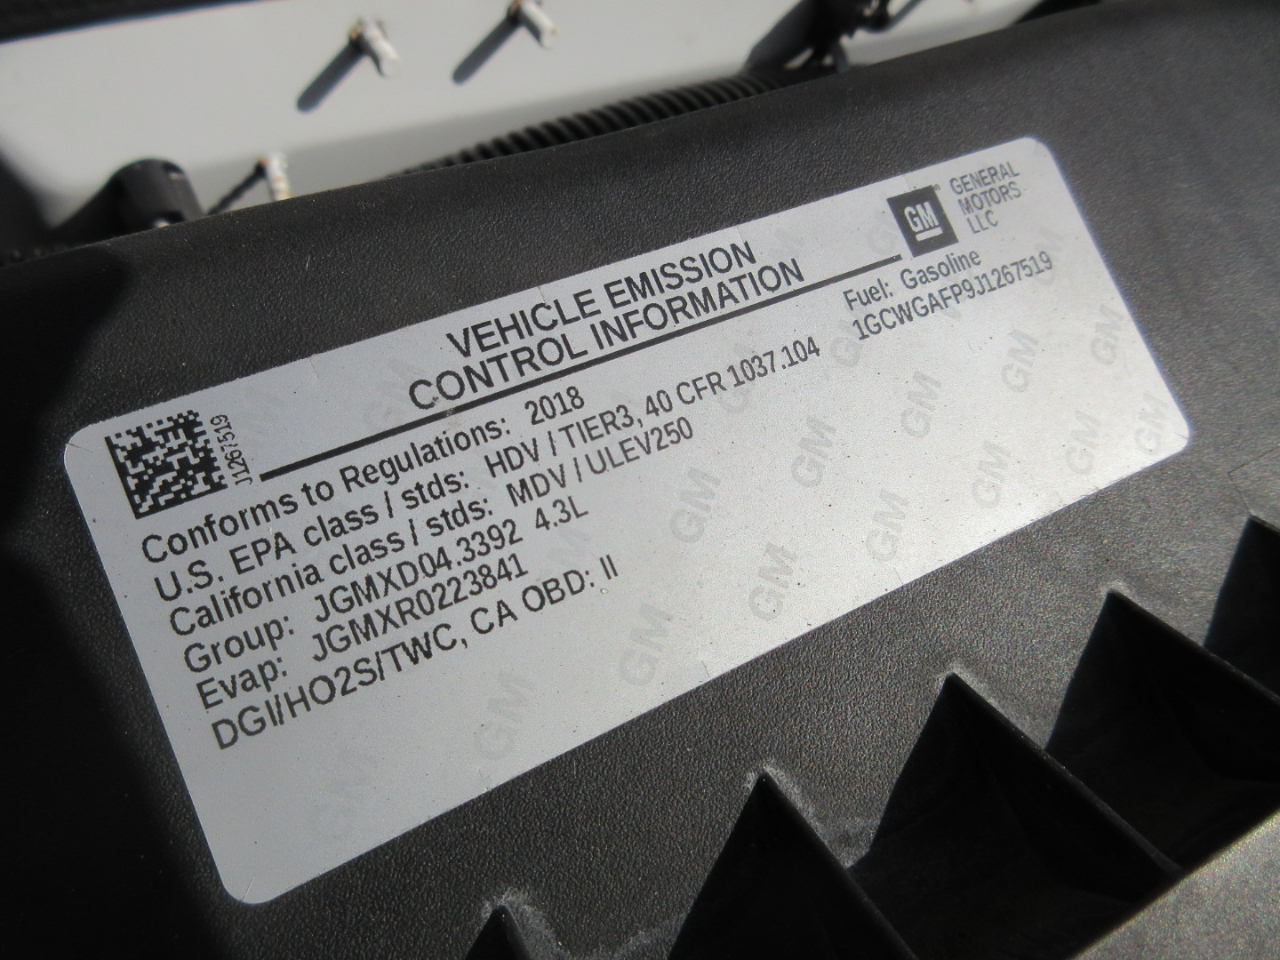 VEHICLE EMISSION
CONTROL INFORMATION
GM
GENERAL
MOTORS
LLC
J1267519
Fuel: Gasoline
1GCWGAFP9J1267519
Conforms to Regulations: 2018
U.S. EPA class / stds: HDV / TIER3, 40 CFR 1037.104
California class / stds: MDV / ULEV250
Group: JGMXD04.3392 4.3L
Evap: JGMXR0223841
DGI/HO2S/TWC, CA OBD: II